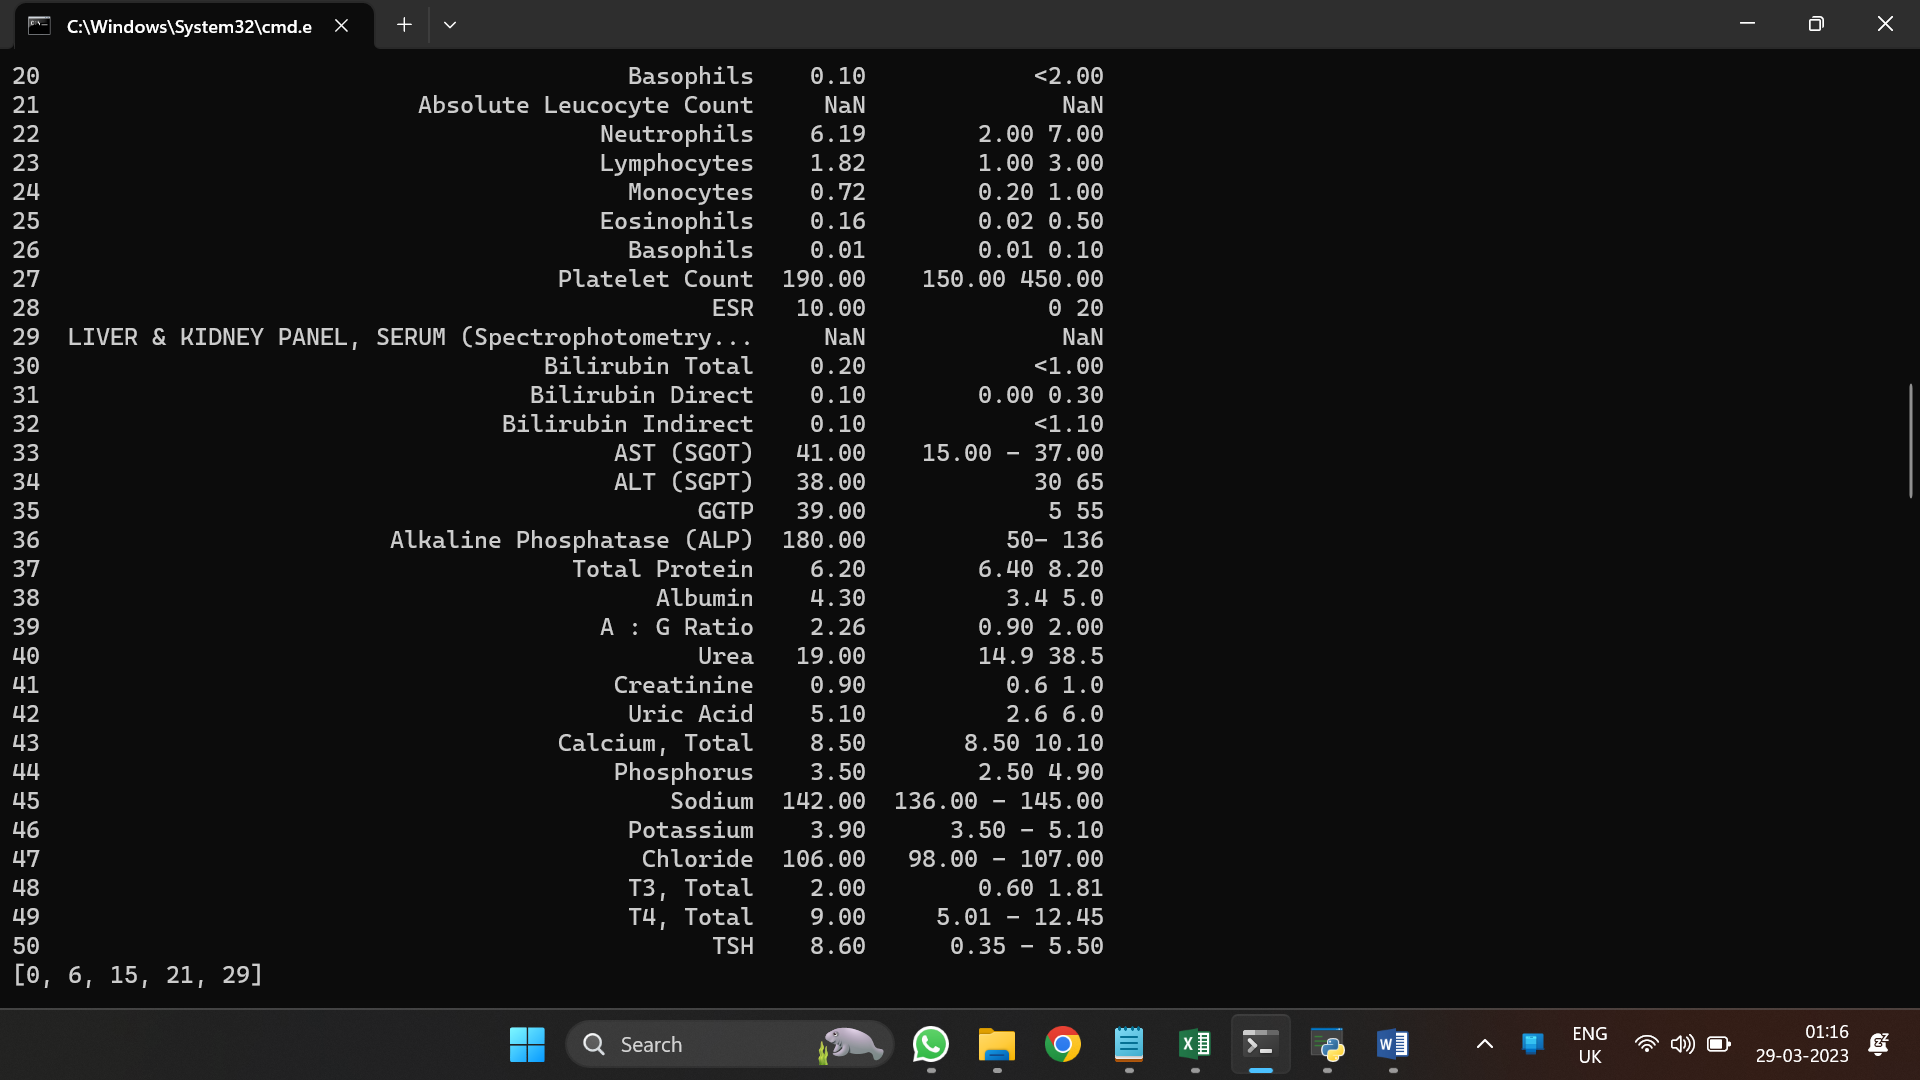 C:\Windows\System32\cmd.e
20 Basophils 0.10 <2.00
21 Absolute Leucocyte Count NaN NaN
22 Neutrophils 6.19 2.00 7.00
23 Lymphocytes 1.82 1.00 3.00
24 Monocytes 0.72 0.20 1.00
25 Eosinophils 0.16 0.02 0.50
26 Basophils 0.01 0.01 0.10
27 Platelet Count 190.00 150.00 450.00
28 ESR 10.00 0 20
29 LIVER & KIDNEY PANEL, SERUM (Spectrophotometry... NaN NaN
30 Bilirubin Total 0.20 <1.00
31 Bilirubin Direct 0.10 0.00 0.30
32 Bilirubin Indirect 0.10 <1.10
33 AST (SGOT) 41.00 15.00 - 37.00
34 ALT (SGPT) 38.00 30 65
35 GGTP 39.00 5 55
36 Alkaline Phosphatase (ALP) 180.00 50- 136
37 Total Protein 6.20 6.40 8.20
38 Albumin 4.30 3.4 5.0
39 A : G Ratio 2.26 0.90 2.00
40 Urea 19.00 14.9 38.5
41 Creatinine 0.90 0.6 1.0
42 Uric Acid 5.10 2.6 6.0
43 Calcium, Total 8.50 8.50 10.10
44 Phosphorus 3.50 2.50 4.90
45 Sodium 142.00 136.00 - 145.00
46 Potassium 3.90 3.50 - 5.10
47 Chloride 106.00 98.00 - 107.00
48 T3, Total 2.00 0.60 1.81
49 T4, Total 9.00 5.01 - 12.45
50 TSH 8.60 0.35 - 5.50
[0, 6, 15, 21, 29]
Search
ENG
UK
01:16
29-03-2023